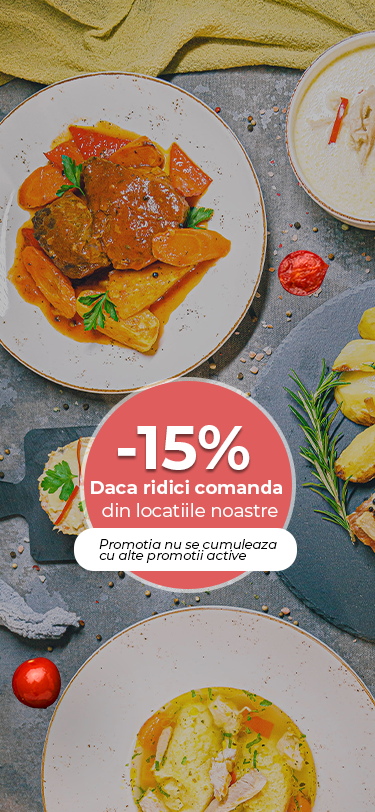 -15%
Daca ridici comanda
din locatiile noastre
Promotia nu se cumuleaza
cu alte promotii active